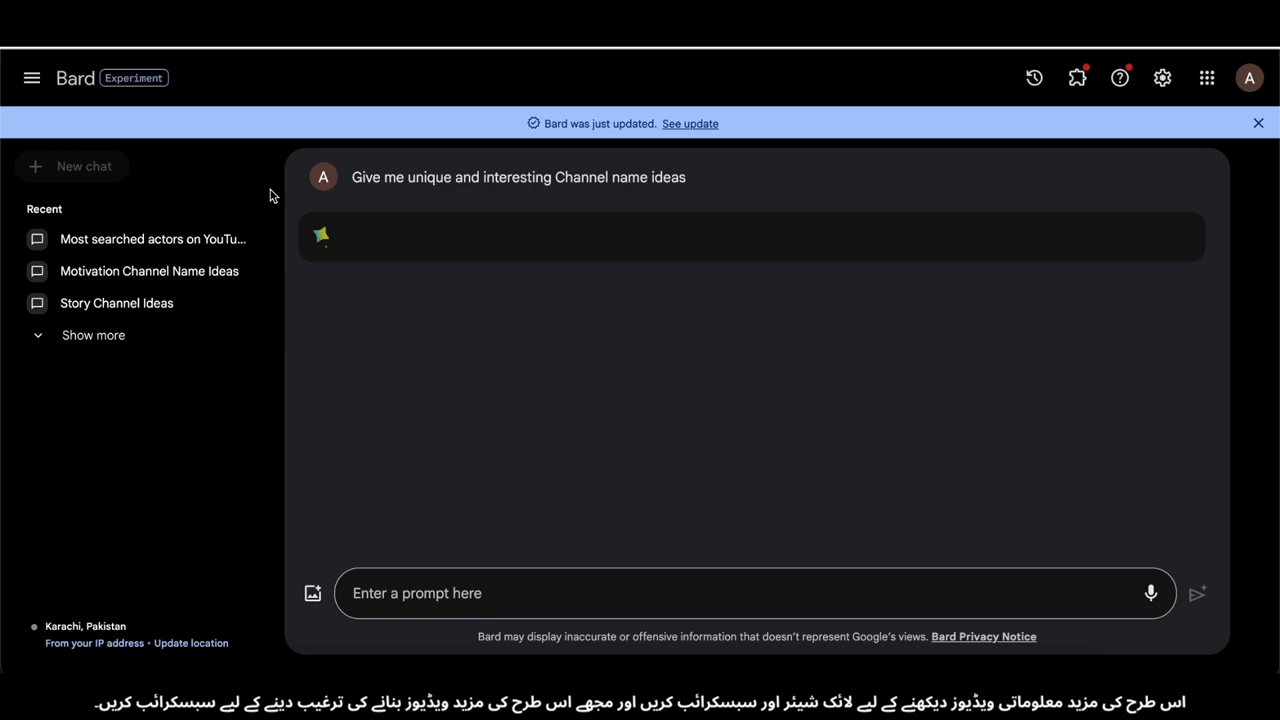 Bard Experiment
A
Bard was just updated. See update
New chat
A Give me unique and interesting Channel name ideas
Recent
Most searched actors on YouTu...
Motivation Channel Name Ideas
Story Channel Ideas
Show more
Enter a prompt here
Karachi, Pakistan
From your IP address • Update location
Bard may display inaccurate or offensive information that doesn't represent Google's views. Bard Privacy Notice
اس طرح کی مزید معلوماتی ویڈیوز دیکھنے کے لیے لائک شیئر اور سبسکرائب کریں اور مجھے اس طرح کی مزید ویڈیوز بنانے کی ترغیب دینے کے لیے سبسکرائب کریں۔